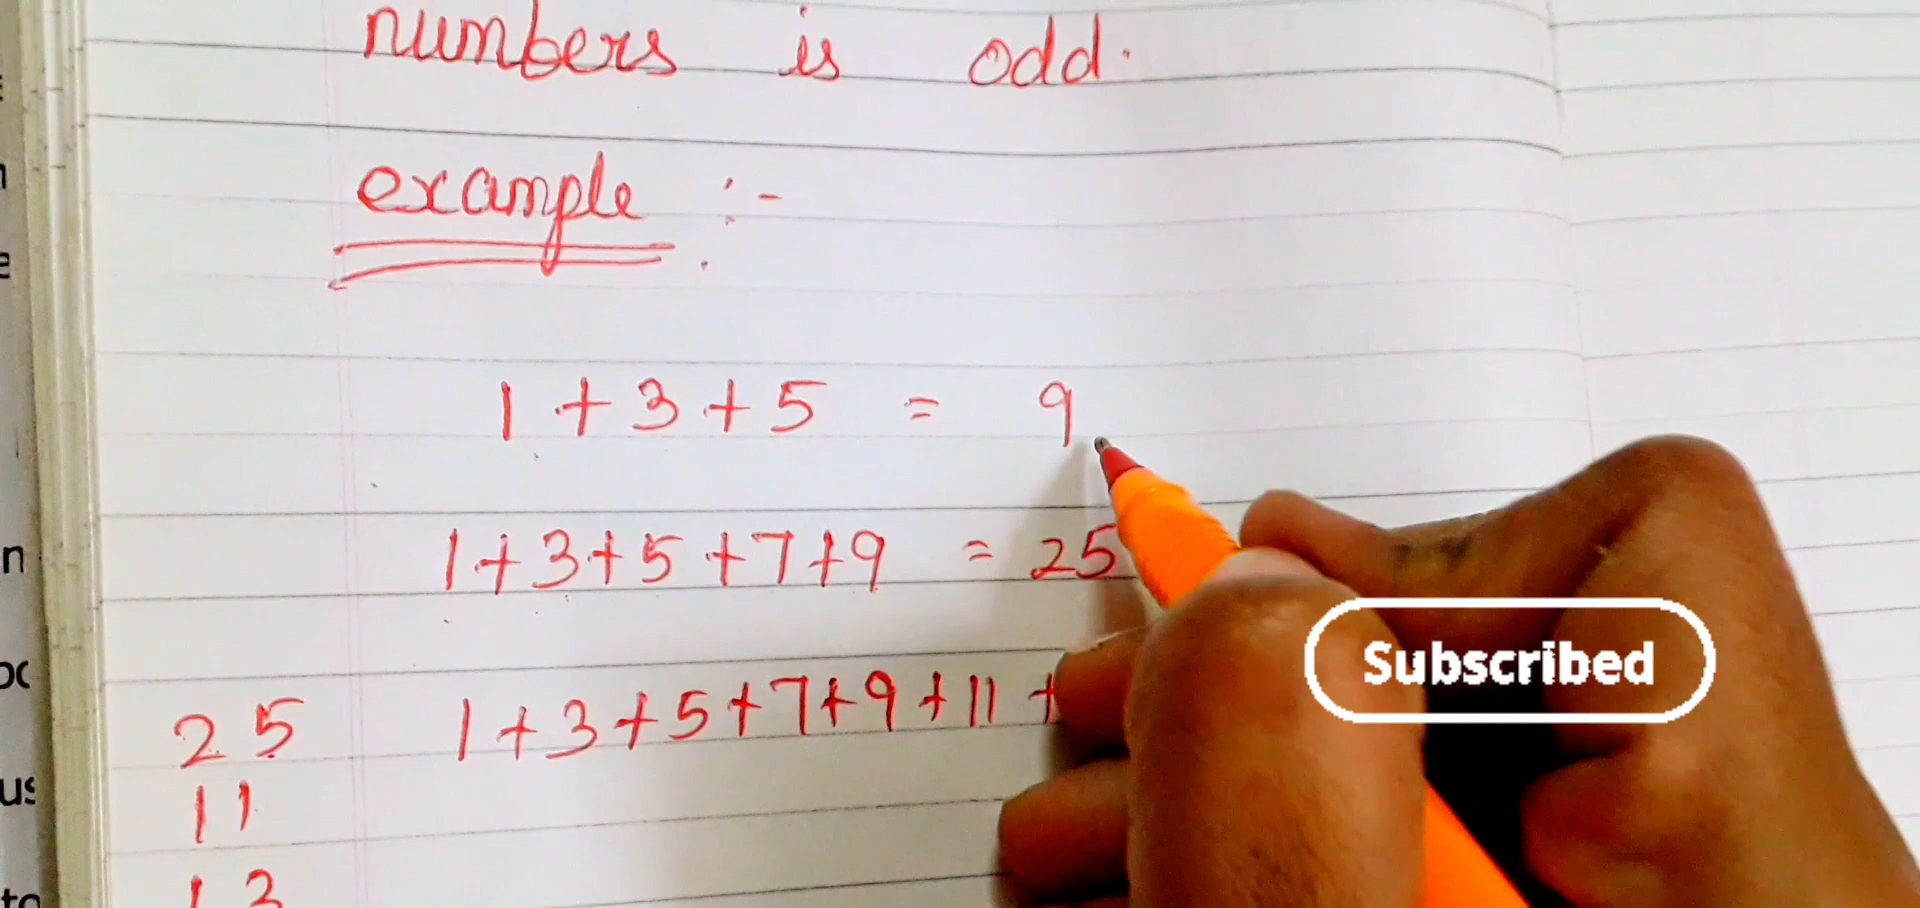 numbers is odd.
example :-
1 + 3 + 5 = 9
1 + 3 + 5 + 7 + 9 = 25
1 + 3 + 5 + 7 + 9 + 11 +
25
11
13
Subscribed